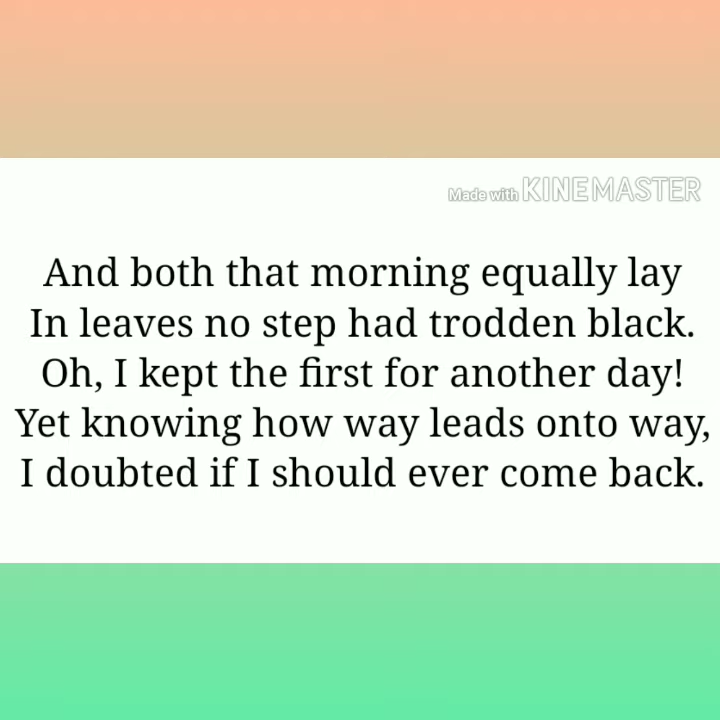 Made with KINEMASTER
And both that morning equally lay
In leaves no step had trodden black.
Oh, I kept the first for another day!
Yet knowing how way leads onto way,
I doubted if I should ever come back.